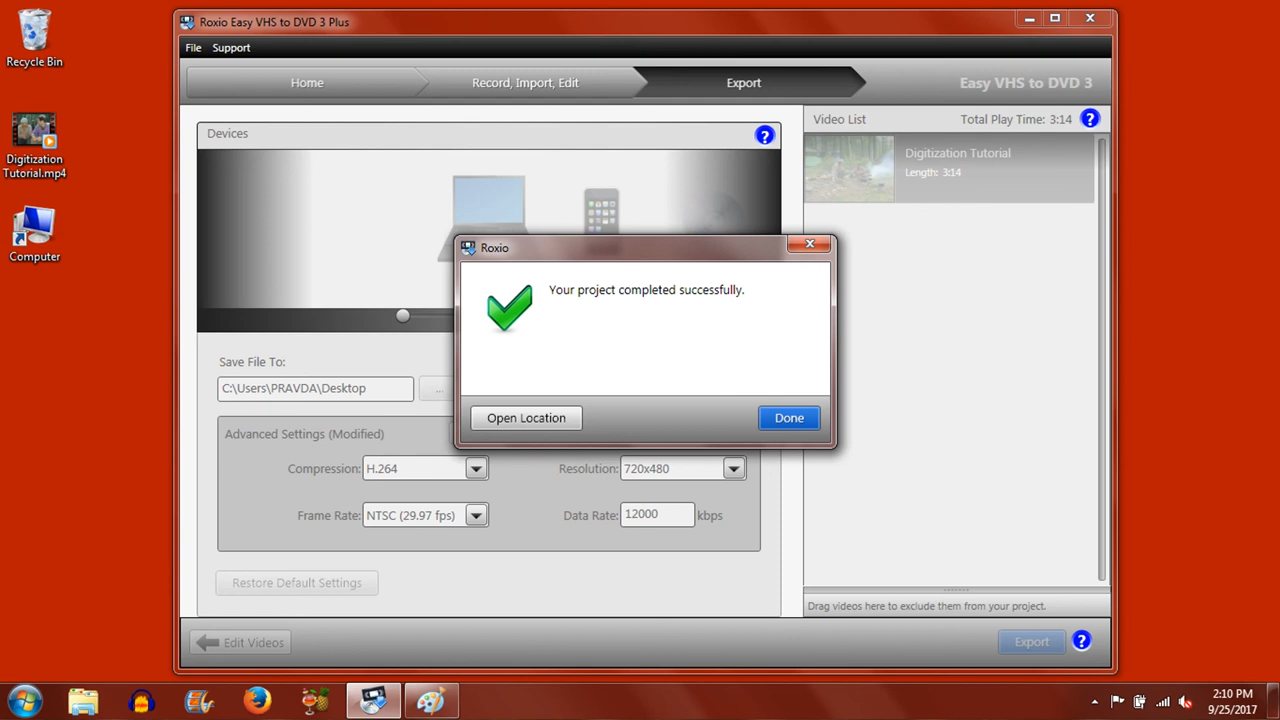 Recycle Bin
Digitization
Tutorial.mp4
Computer
Roxio Easy VHS to DVD 3 Plus
File Support
Home
Record, Import, Edit
Export
Easy VHS to DVD 3
Devices
?
Video List
Total Play Time: 3:14
?
Digitization Tutorial
Length: 3:14
Roxio
Your project completed successfully.
Open Location
Done
Save File To:
C:\Users\PRAVDA\Desktop
...
Advanced Settings (Modified)
Compression: H.264
Resolution: 720x480
Frame Rate: NTSC (29.97 fps)
Data Rate: 12000 kbps
Restore Default Settings
Drag videos here to exclude them from your project.
Edit Videos
Export
?
2:10 PM
9/25/2017